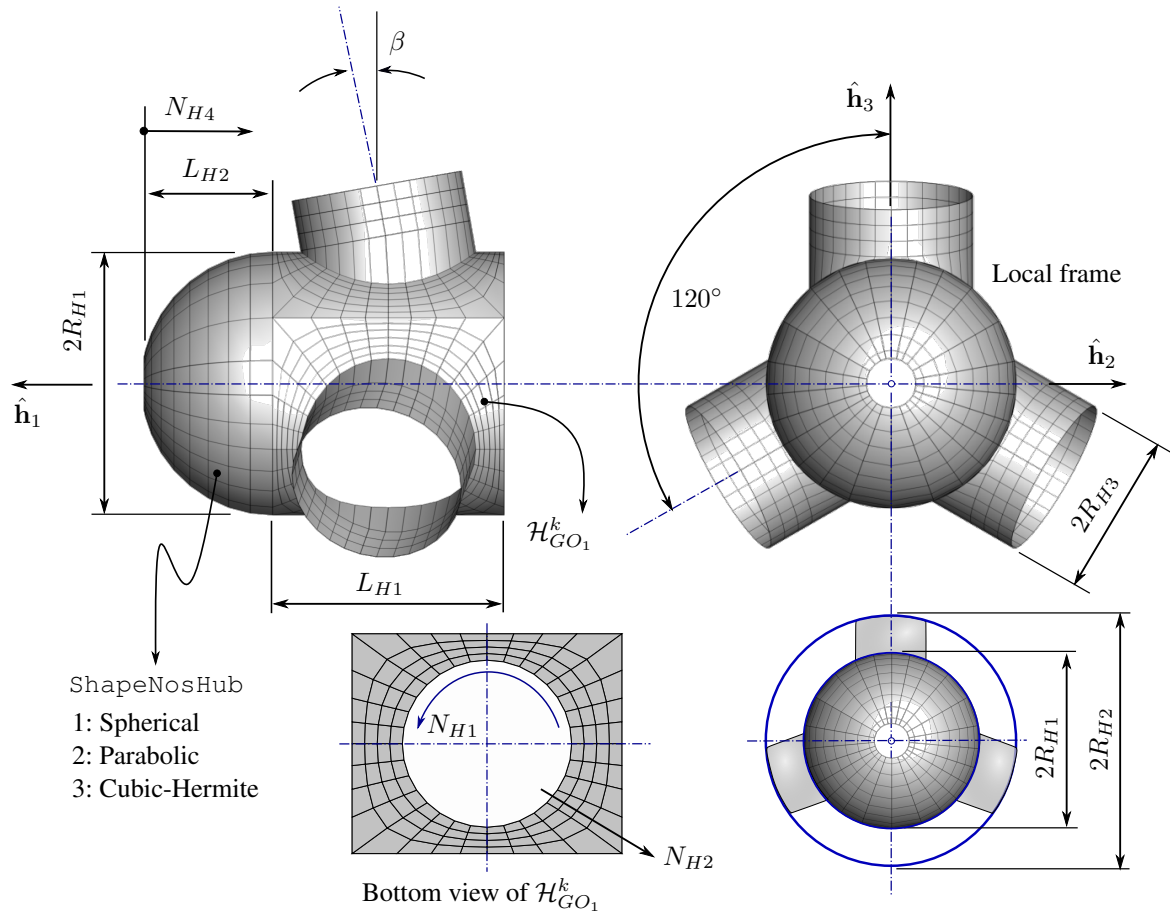 β
N_{H4}
ĥ_3
L_{H2}
2R_{H1}
120°
Local frame
ĥ_2
ĥ_1
2R_{H3}
\mathcal{H}^k_{GO_1}
L_{H1}
ShapeNosHub
1: Spherical
2: Parabolic
3: Cubic-Hermite
N_{H1}
N_{H2}
2R_{H1}
2R_{H2}
Bottom view of \mathcal{H}^k_{GO_1}